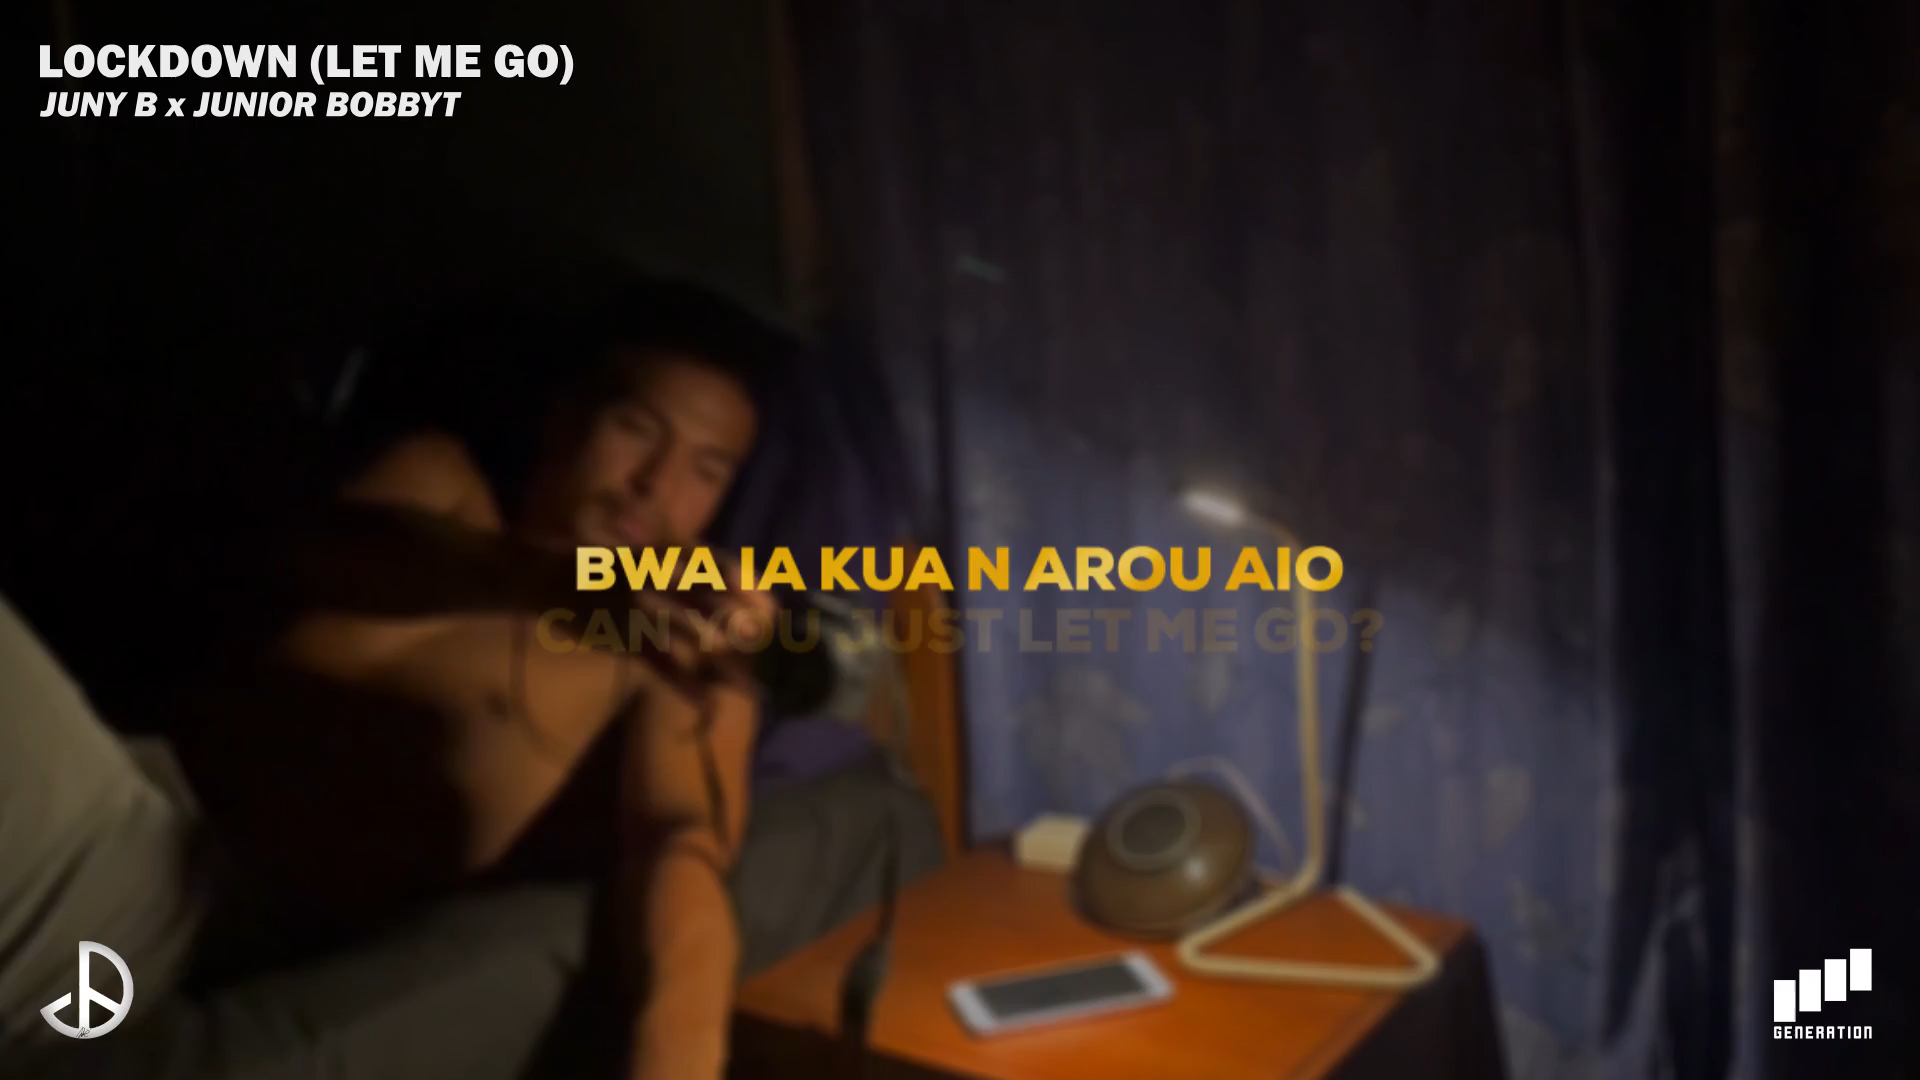 LOCKDOWN (LET ME GO)
JUNY B x JUNIOR BOBBYT
BWA IA KUA N AROU AIO
CAN YOU JUST LET ME GO?
GENERATION